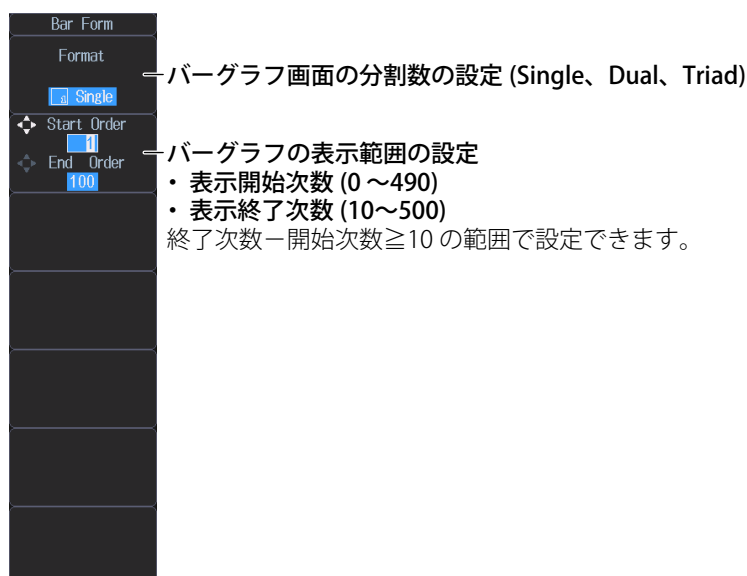 Bar Form
Format
Single
バーグラフ画面の分割数の設定 (Single、Dual、Triad)
Start Order
1
End Order
100
バーグラフの表示範囲の設定
・ 表示開始次数 (0 ～490)
・ 表示終了次数 (10～500)
終了次数－開始次数≧10 の範囲で設定できます。